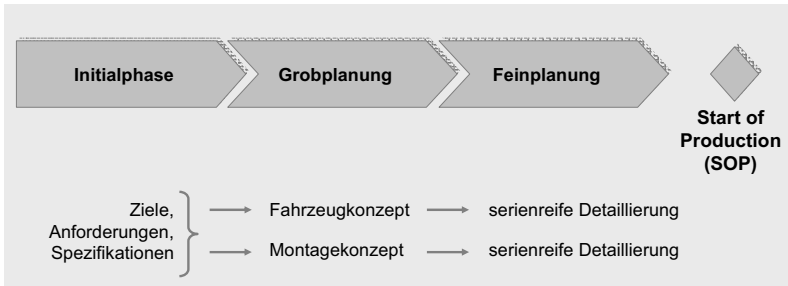 Initialphase
Grobplanung
Feinplanung
Start of
Production
(SOP)
Ziele,
Anforderungen,
Spezifikationen
Fahrzeugkonzept
serienreife Detaillierung
Montagekonzept
serienreife Detaillierung